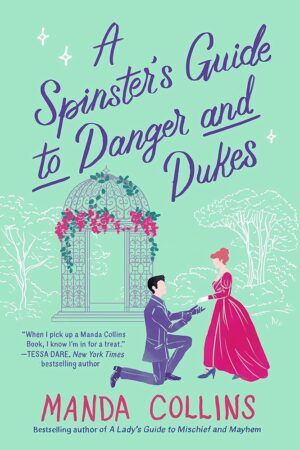 A
Spinster's Guide
to Danger and
Dukes
"When I pick up a Manda Collins
Book, I know I'm in for a treat."
—TESSA DARE, New York Times
bestselling author
MANDA COLLINS
Bestselling author of A Lady's Guide to Mischief and Mayhem